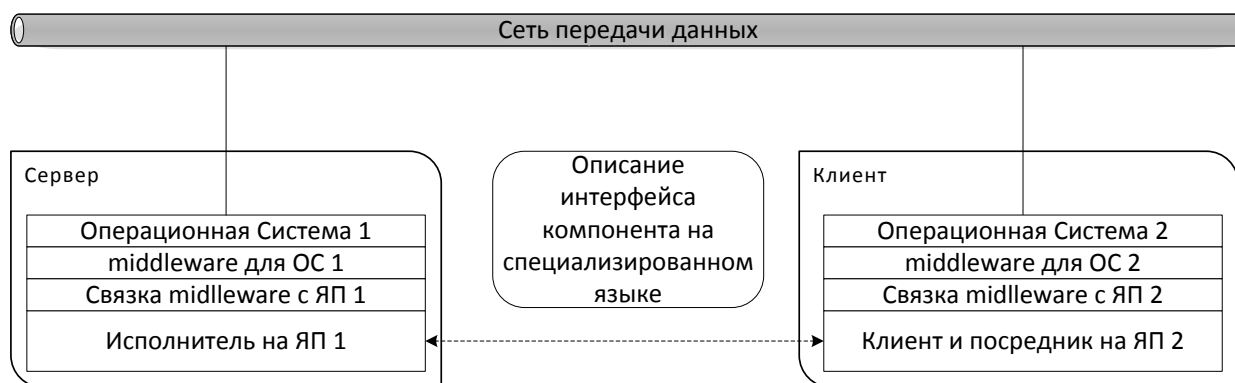 Сеть передачи данных
Сервер
Операционная Система 1
middleware для ОС 1
Связка midlleware с ЯП 1
Исполнитель на ЯП 1
Описание
интерфейса
компонента на
специализированном
языке
Клиент
Операционная Система 2
middleware для ОС 2
Связка midlleware с ЯП 2
Клиент и посредник на ЯП 2